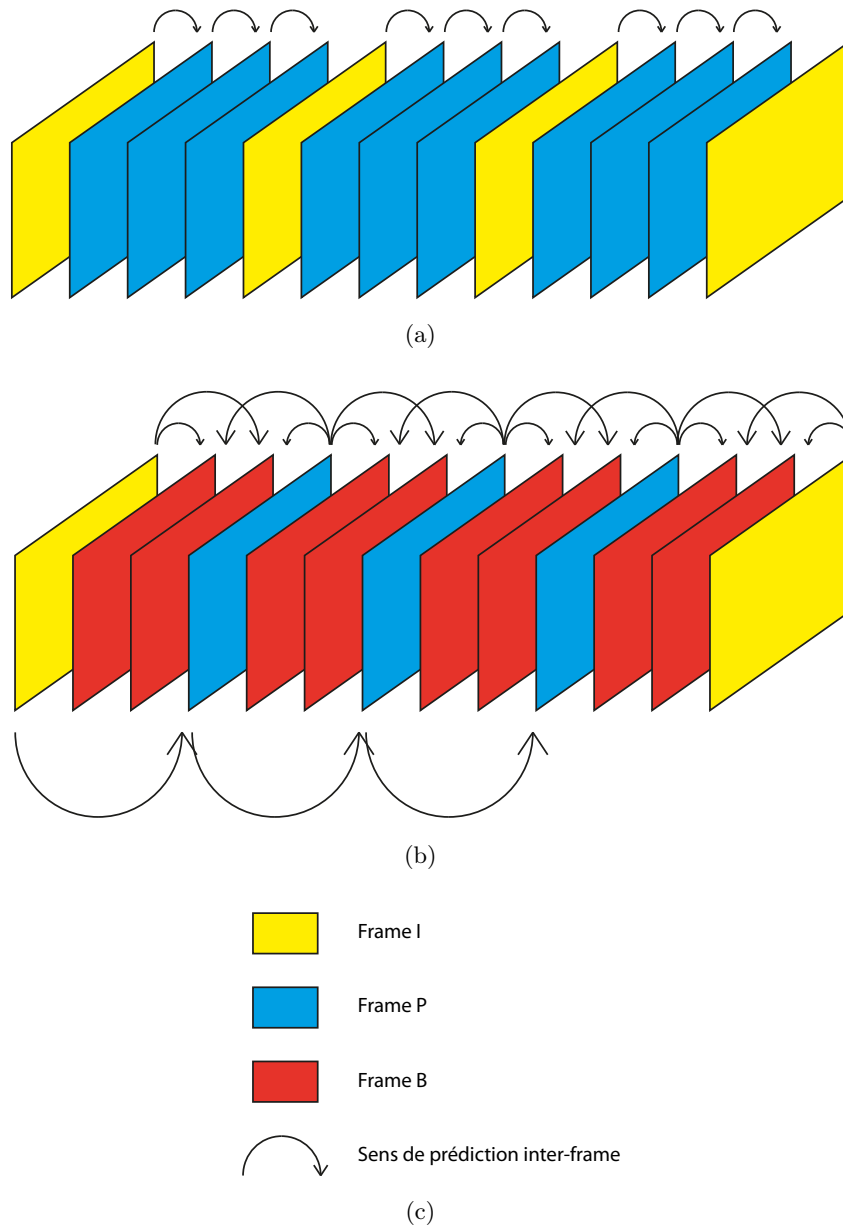 (a)
(b)
Frame I
Frame P
Frame B
Sens de prédiction inter-frame
(c)